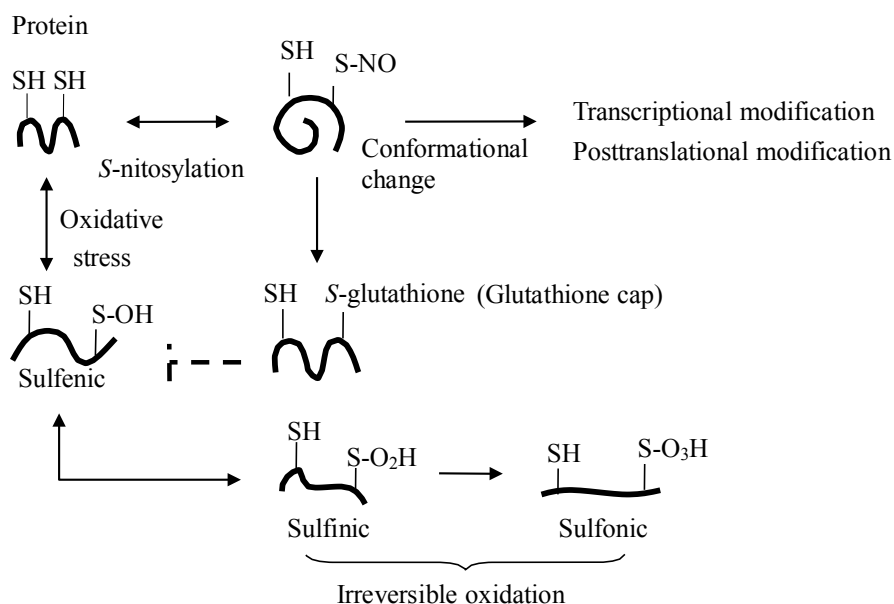 Protein
SH SH
SH
S-NO
S-nitosylation
Conformational
change
Transcriptional modification
Posttranslational modification
Oxidative
stress
SH
S-OH
Sulfenic
SH
S-glutathione (Glutathione cap)
SH
S-O₂H
Sulfinic
SH
S-O₃H
Sulfonic
Irreversible oxidation